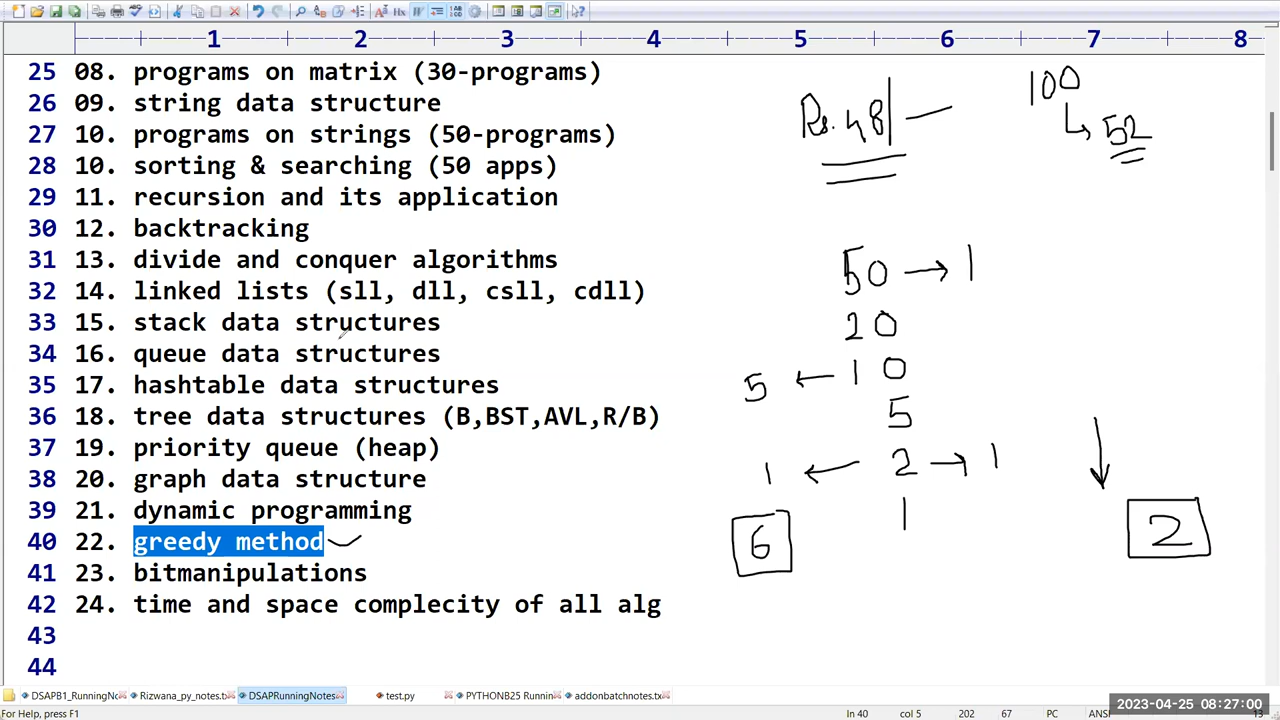 1 2 3 4 5 6 7 8
25 08. programs on matrix (30-programs)
26 09. string data structure
27 10. programs on strings (50-programs)
28 10. sorting & searching (50 apps)
29 11. recursion and its application
30 12. backtracking
31 13. divide and conquer algorithms
32 14. linked lists (sll, dll, csll, cdll)
33 15. stack data structures
34 16. queue data structures
35 17. hashtable data structures
36 18. tree data structures (B,BST,AVL,R/B)
37 19. priority queue (heap)
38 20. graph data structure
39 21. dynamic programming
40 22. greedy method
41 23. bitmanipulations
42 24. time and space complecity of all alg
43
44
Rs. 48
100
52
50 → 1
20
5 ← 10
5
1 ← 2 → 1
1
6
2
DSAPB1_RunningNo Rizwana_py_notes.tx DSAPRunningNotes test.py PYTHONB25 Runnin addonbatchnotes.tx
For Help, press F1 ln 40 col 5 202 67 PC ANSI 13
2023-04-25 08:27:00